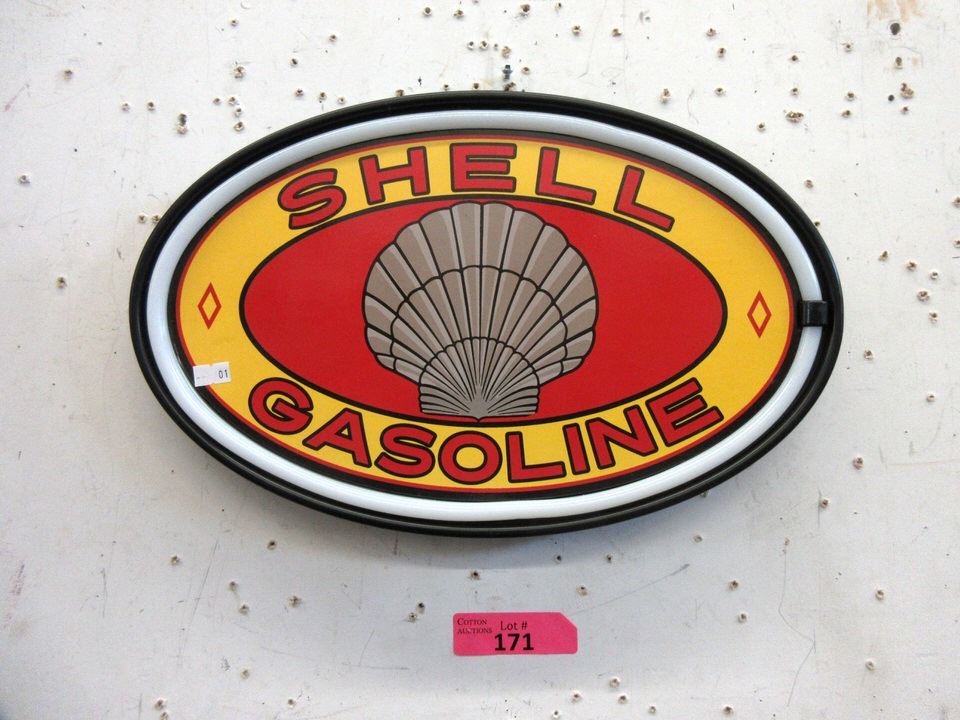 SHELL
GASOLINE
01
COTTON
AUCTIONS
Lot #
171